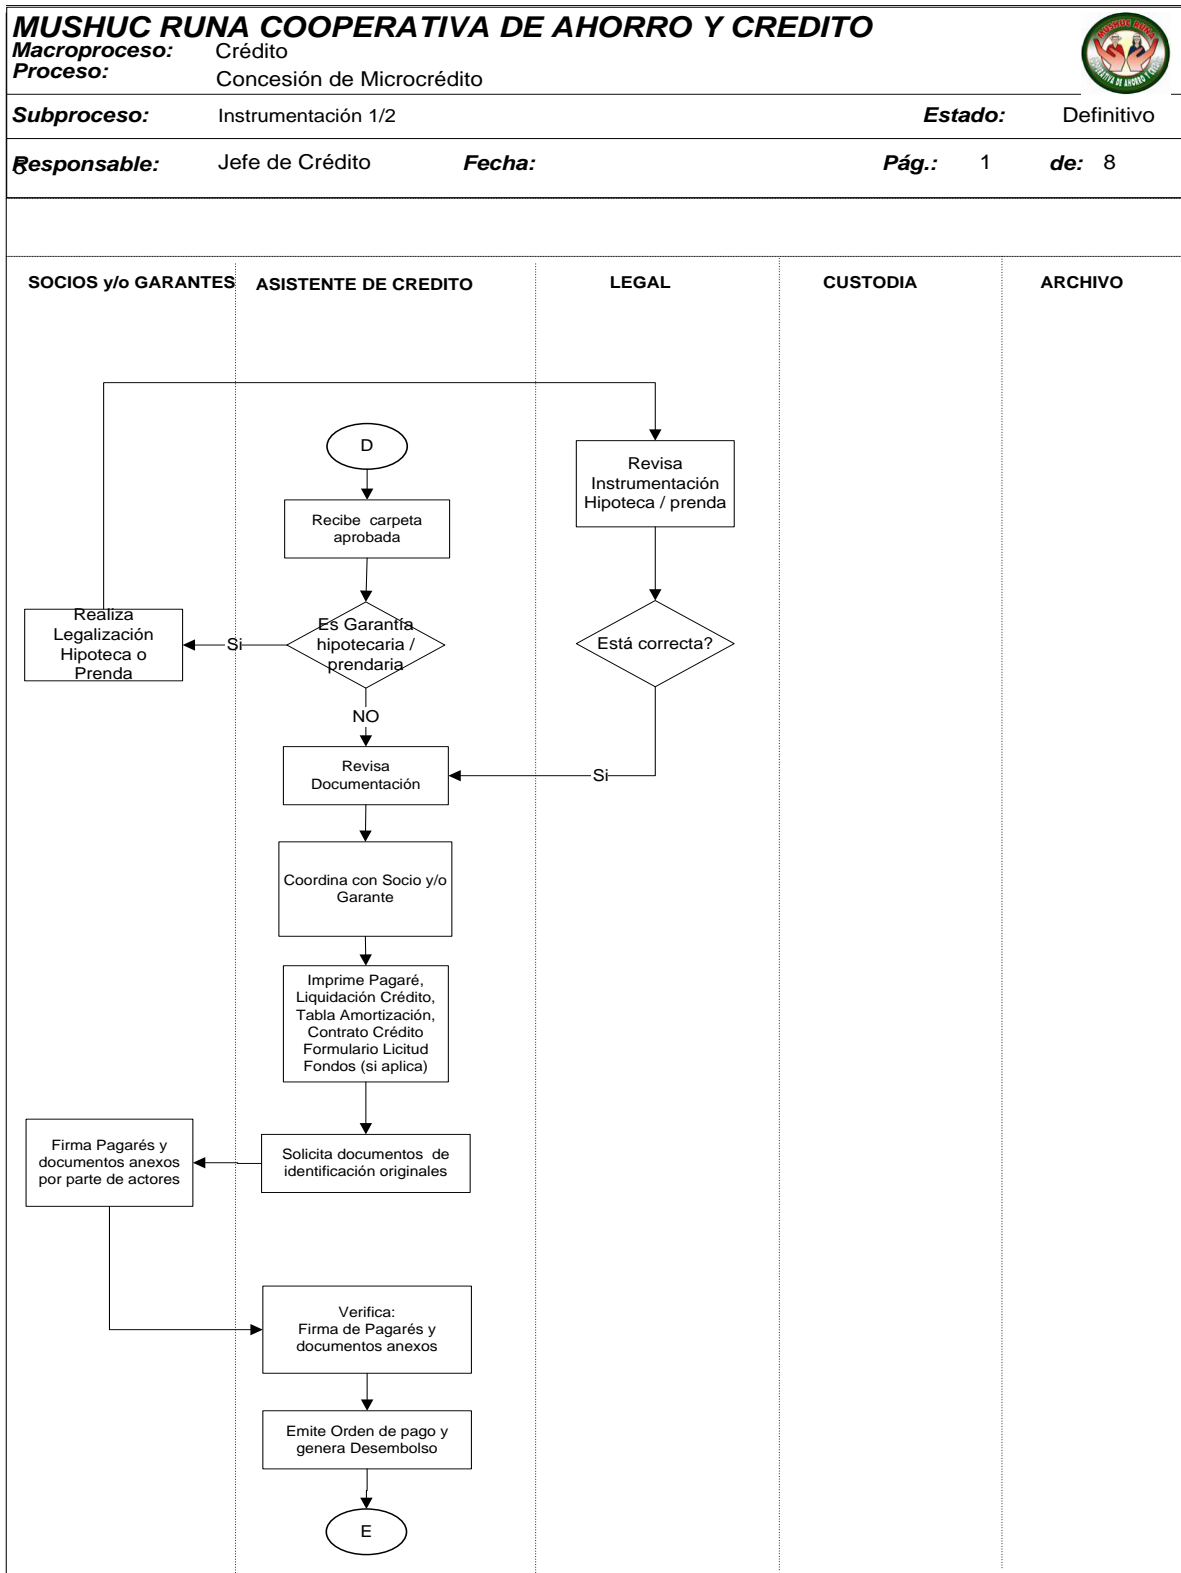 MUSHUC RUNA COOPERATIVA DE AHORRO Y CREDITO
Macroproceso: Crédito
Proceso: Concesión de Microcrédito
MUSHUC RUNA
Subproceso: Instrumentación 1/2 Estado: Definitivo
Responsable: Jefe de Crédito Fecha: Pág.: 1 de: 8
SOCIOS y/o GARANTES ASISTENTE DE CREDITO LEGAL CUSTODIA ARCHIVO
D
Revisa
Instrumentación
Hipoteca / prenda
Recibe carpeta
aprobada
Realiza
Legalización
Hipoteca o
Prenda
Si
Es Garantía
hipotecaria /
prendaria
Está correcta?
NO
Revisa
Documentación
Si
Coordina con Socio y/o
Garante
Imprime Pagaré,
Liquidación Crédito,
Tabla Amortización,
Contrato Crédito
Formulario Licitud
Fondos (si aplica)
Solicita documentos de
identificación originales
Firma Pagarés y
documentos anexos
por parte de actores
Verifica:
Firma de Pagarés y
documentos anexos
Emite Orden de pago y
genera Desembolso
E